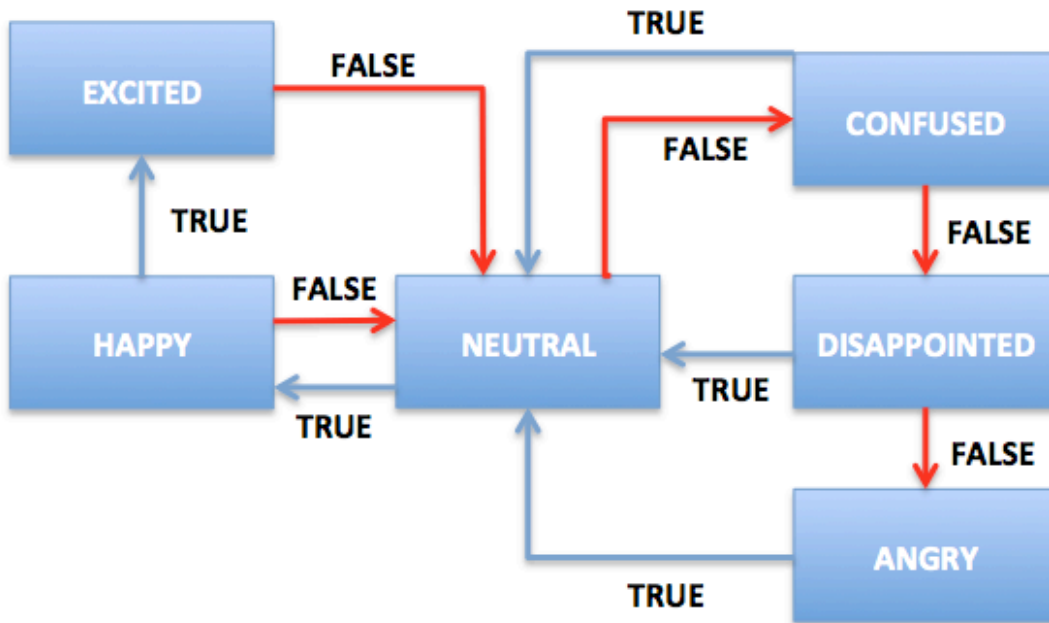 TRUE
FALSE
EXCITED
CONFUSED
FALSE
TRUE
FALSE
FALSE
HAPPY
NEUTRAL
DISAPPOINTED
TRUE
TRUE
FALSE
ANGRY
TRUE